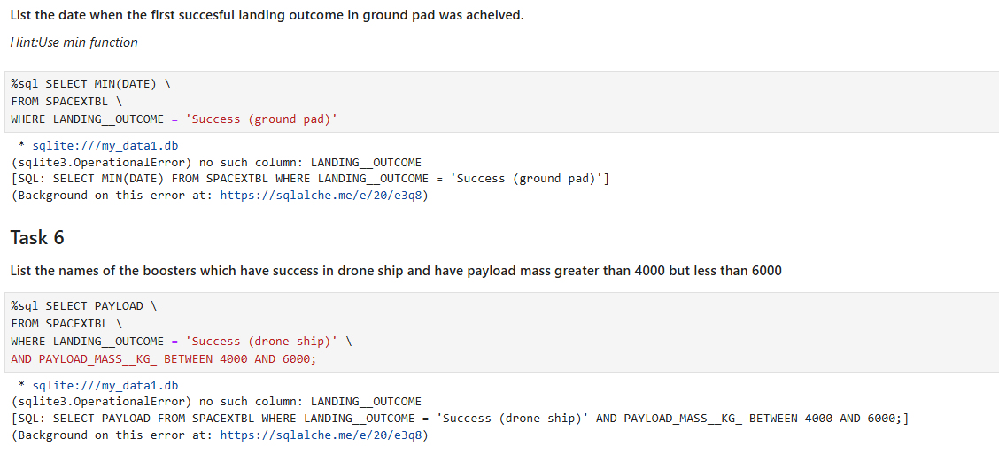 List the date when the first succesful landing outcome in ground pad was acheived.
Hint:Use min function
%sql SELECT MIN(DATE) \
FROM SPACEXTBL \
WHERE LANDING__OUTCOME = 'Success (ground pad)'
* sqlite:///my_data1.db
(sqlite3.OperationalError) no such column: LANDING__OUTCOME
[SQL: SELECT MIN(DATE) FROM SPACEXTBL WHERE LANDING__OUTCOME = 'Success (ground pad)']
(Background on this error at: https://sqlalche.me/e/20/e3q8)
Task 6
List the names of the boosters which have success in drone ship and have payload mass greater than 4000 but less than 6000
%sql SELECT PAYLOAD \
FROM SPACEXTBL \
WHERE LANDING__OUTCOME = 'Success (drone ship)' \
AND PAYLOAD_MASS__KG_ BETWEEN 4000 AND 6000;
* sqlite:///my_data1.db
(sqlite3.OperationalError) no such column: LANDING__OUTCOME
[SQL: SELECT PAYLOAD FROM SPACEXTBL WHERE LANDING__OUTCOME = 'Success (drone ship)' AND PAYLOAD_MASS__KG_ BETWEEN 4000 AND 6000;]
(Background on this error at: https://sqlalche.me/e/20/e3q8)